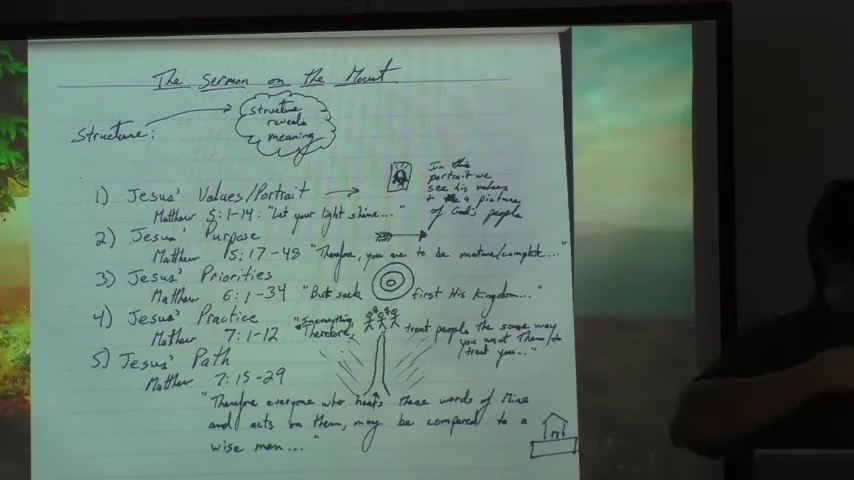 The Sermon on the Mount
Structure:
structure
reveals
meaning
1) Jesus' Values/Portrait
In this
portrait we
see his values
+ a picture
of God's people
Matthew 5:1-14: "Let your light shine..."
2) Jesus' Purpose
Matthew 5:17-48 "Therefore, you are to be mature/complete..."
3) Jesus' Priorities
Matthew 6:1-34 "But seek first His Kingdom..."
4) Jesus' Practice
Matthew 7:1-12
"In everything
Therefore, treat people the same way
you want them to
treat you..."
5) Jesus' Path
Matthew 7:15-29
"Therefore everyone who hears these words of Mine
and acts on them, may be compared to a
wise man..."